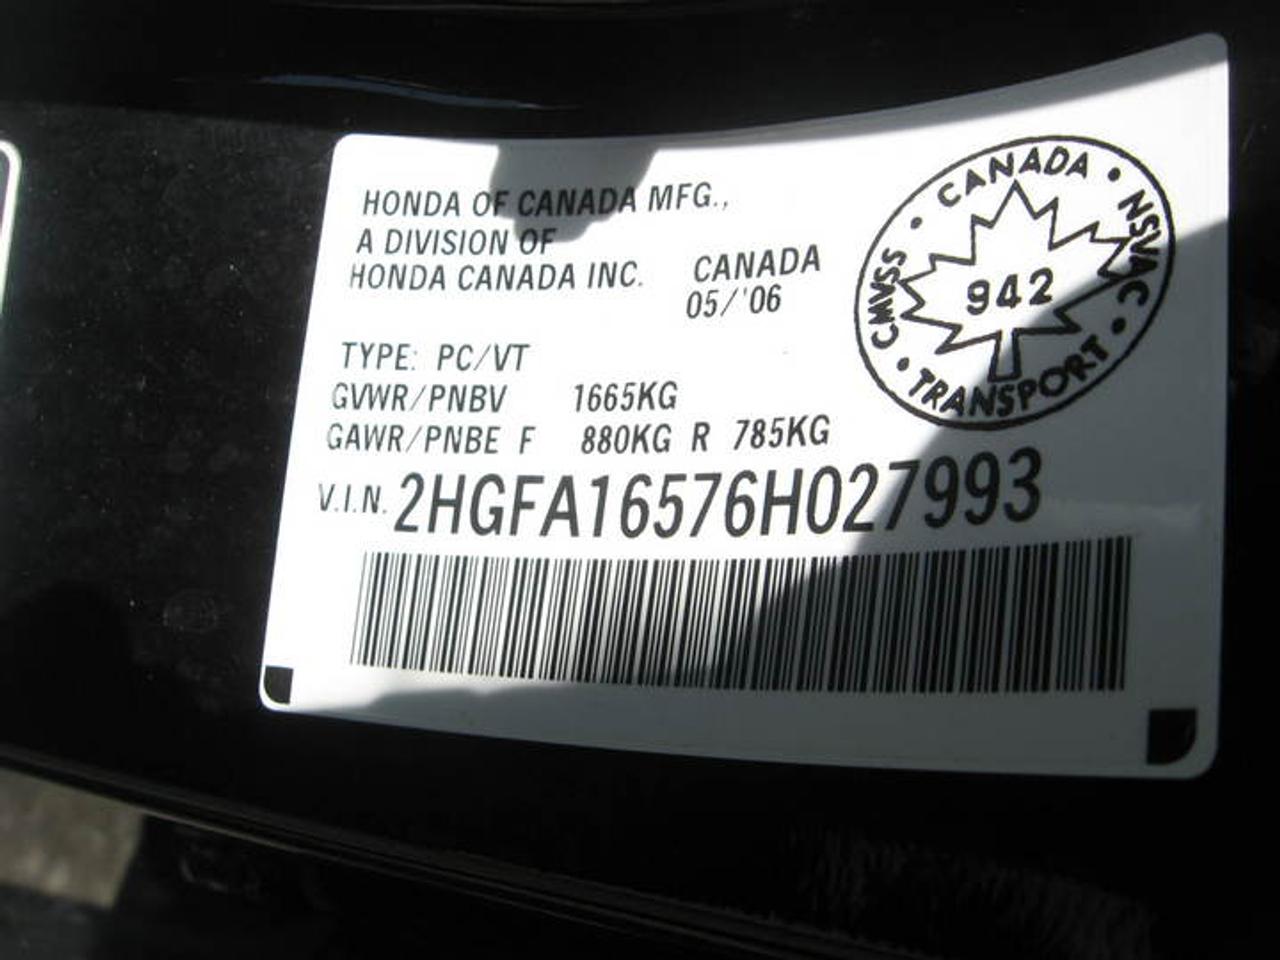 HONDA OF CANADA MFG.,
A DIVISION OF
HONDA CANADA INC.
CANADA
05/'06
CANADA • NSVAC • TRANSPORT • CMVSS •
942
TYPE: PC/VT
GVWR/PNBV 1665KG
GAWR/PNBE F 880KG R 785KG
V.I.N. 2HGFA16576H027993